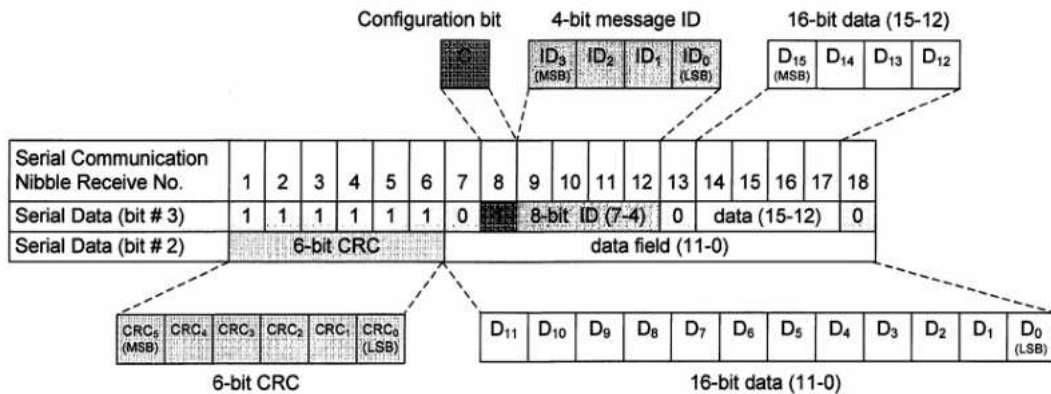 Configuration bit 4-bit message ID 16-bit data (15-12)
C ID3 (MSB) ID2 ID1 ID0 (LSB) D15 (MSB) D14 D13 D12
Serial Communication
Nibble Receive No. 1 2 3 4 5 6 7 8 9 10 11 12 13 14 15 16 17 18
Serial Data (bit # 3) 1 1 1 1 1 1 0 1 8-bit ID (7-4) 0 data (15-12) 0
Serial Data (bit # 2) 6-bit CRC data field (11-0)
CRC5 (MSB) CRC4 CRC3 CRC2 CRC1 CRC0 (LSB) D11 D10 D9 D8 D7 D6 D5 D4 D3 D2 D1 D0 (LSB)
6-bit CRC 16-bit data (11-0)